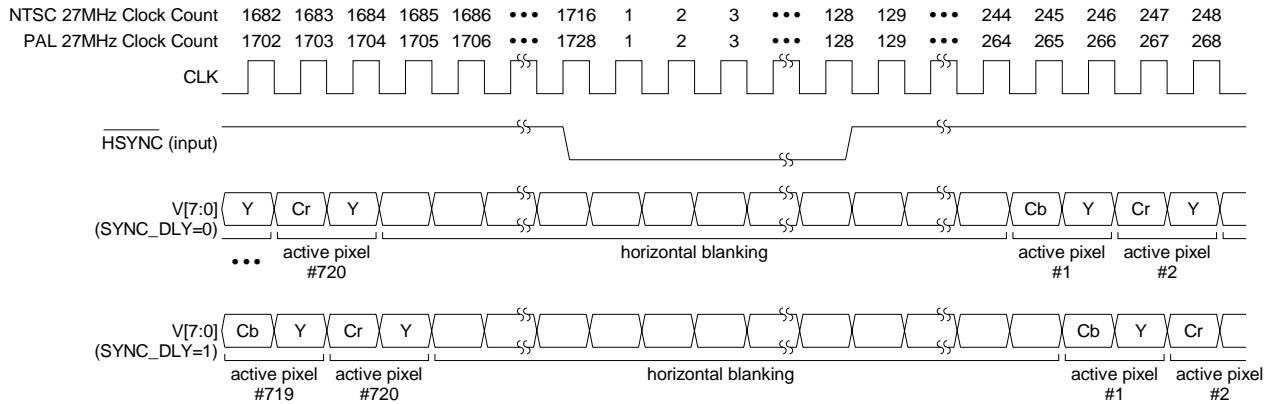 NTSC 27MHz Clock Count 1682 1683 1684 1685 1686 ••• 1716 1 2 3 ••• 128 129 ••• 244 245 246 247 248
PAL 27MHz Clock Count 1702 1703 1704 1705 1706 ••• 1728 1 2 3 ••• 128 129 ••• 264 265 266 267 268
CLK
HSYNC (input)
V[7:0] Y Cr Y Cb Y Cr Y
(SYNC_DLY=0)
••• active pixel horizontal blanking active pixel active pixel
#720 #1 #2
V[7:0] Cb Y Cr Y Cb Y Cr
(SYNC_DLY=1)
active pixel active pixel horizontal blanking active pixel active pixel
#719 #720 #1 #2